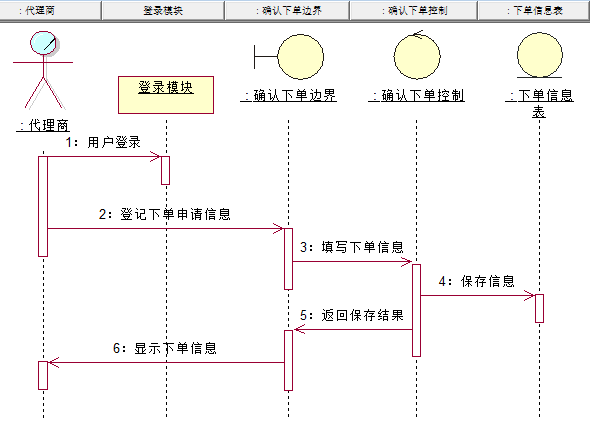 : 代理商
登录模块
: 确认下单边界
: 确认下单控制
: 下单信息表
: 代理商
登录模块
: 确认下单边界
: 确认下单控制
: 下单信息
表
1: 用户登录
2: 登记下单申请信息
3: 填写下单信息
4: 保存信息
5: 返回保存结果
6: 显示下单信息